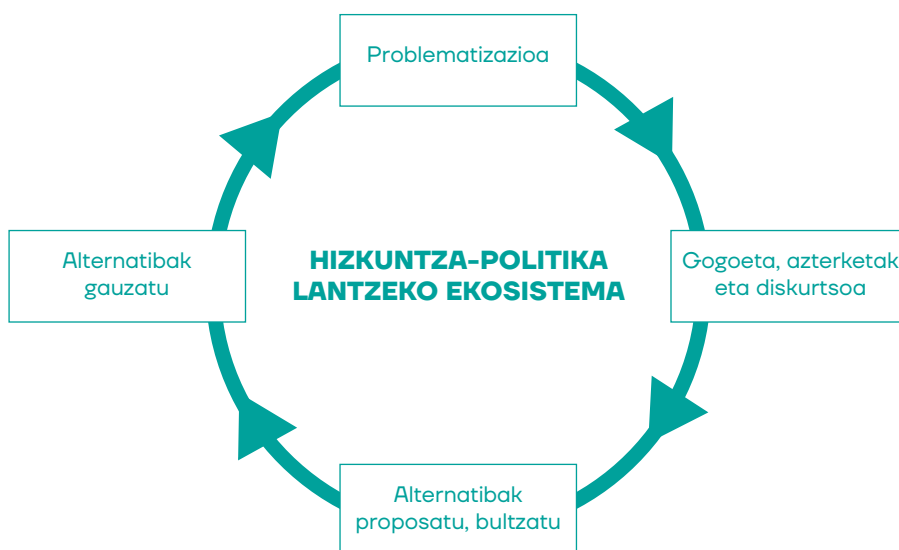 Problematizazioa
HIZKUNTZA-POLITIKA
LANTZEKO EKOSISTEMA
Gogoeta, azterketak
eta diskurtsoa
Alternatibak
proposatu, bultzatu
Alternatibak
gauzatu